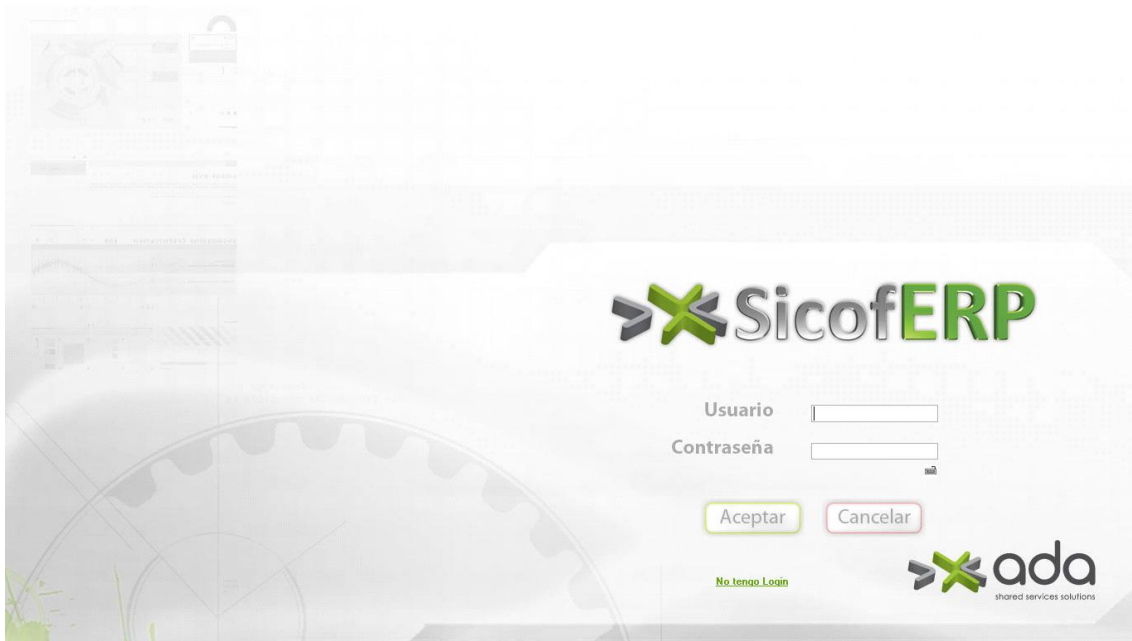 SicofERP
Usuario
Contraseña
Aceptar
Cancelar
No tengo Login
ada
shared services solutions